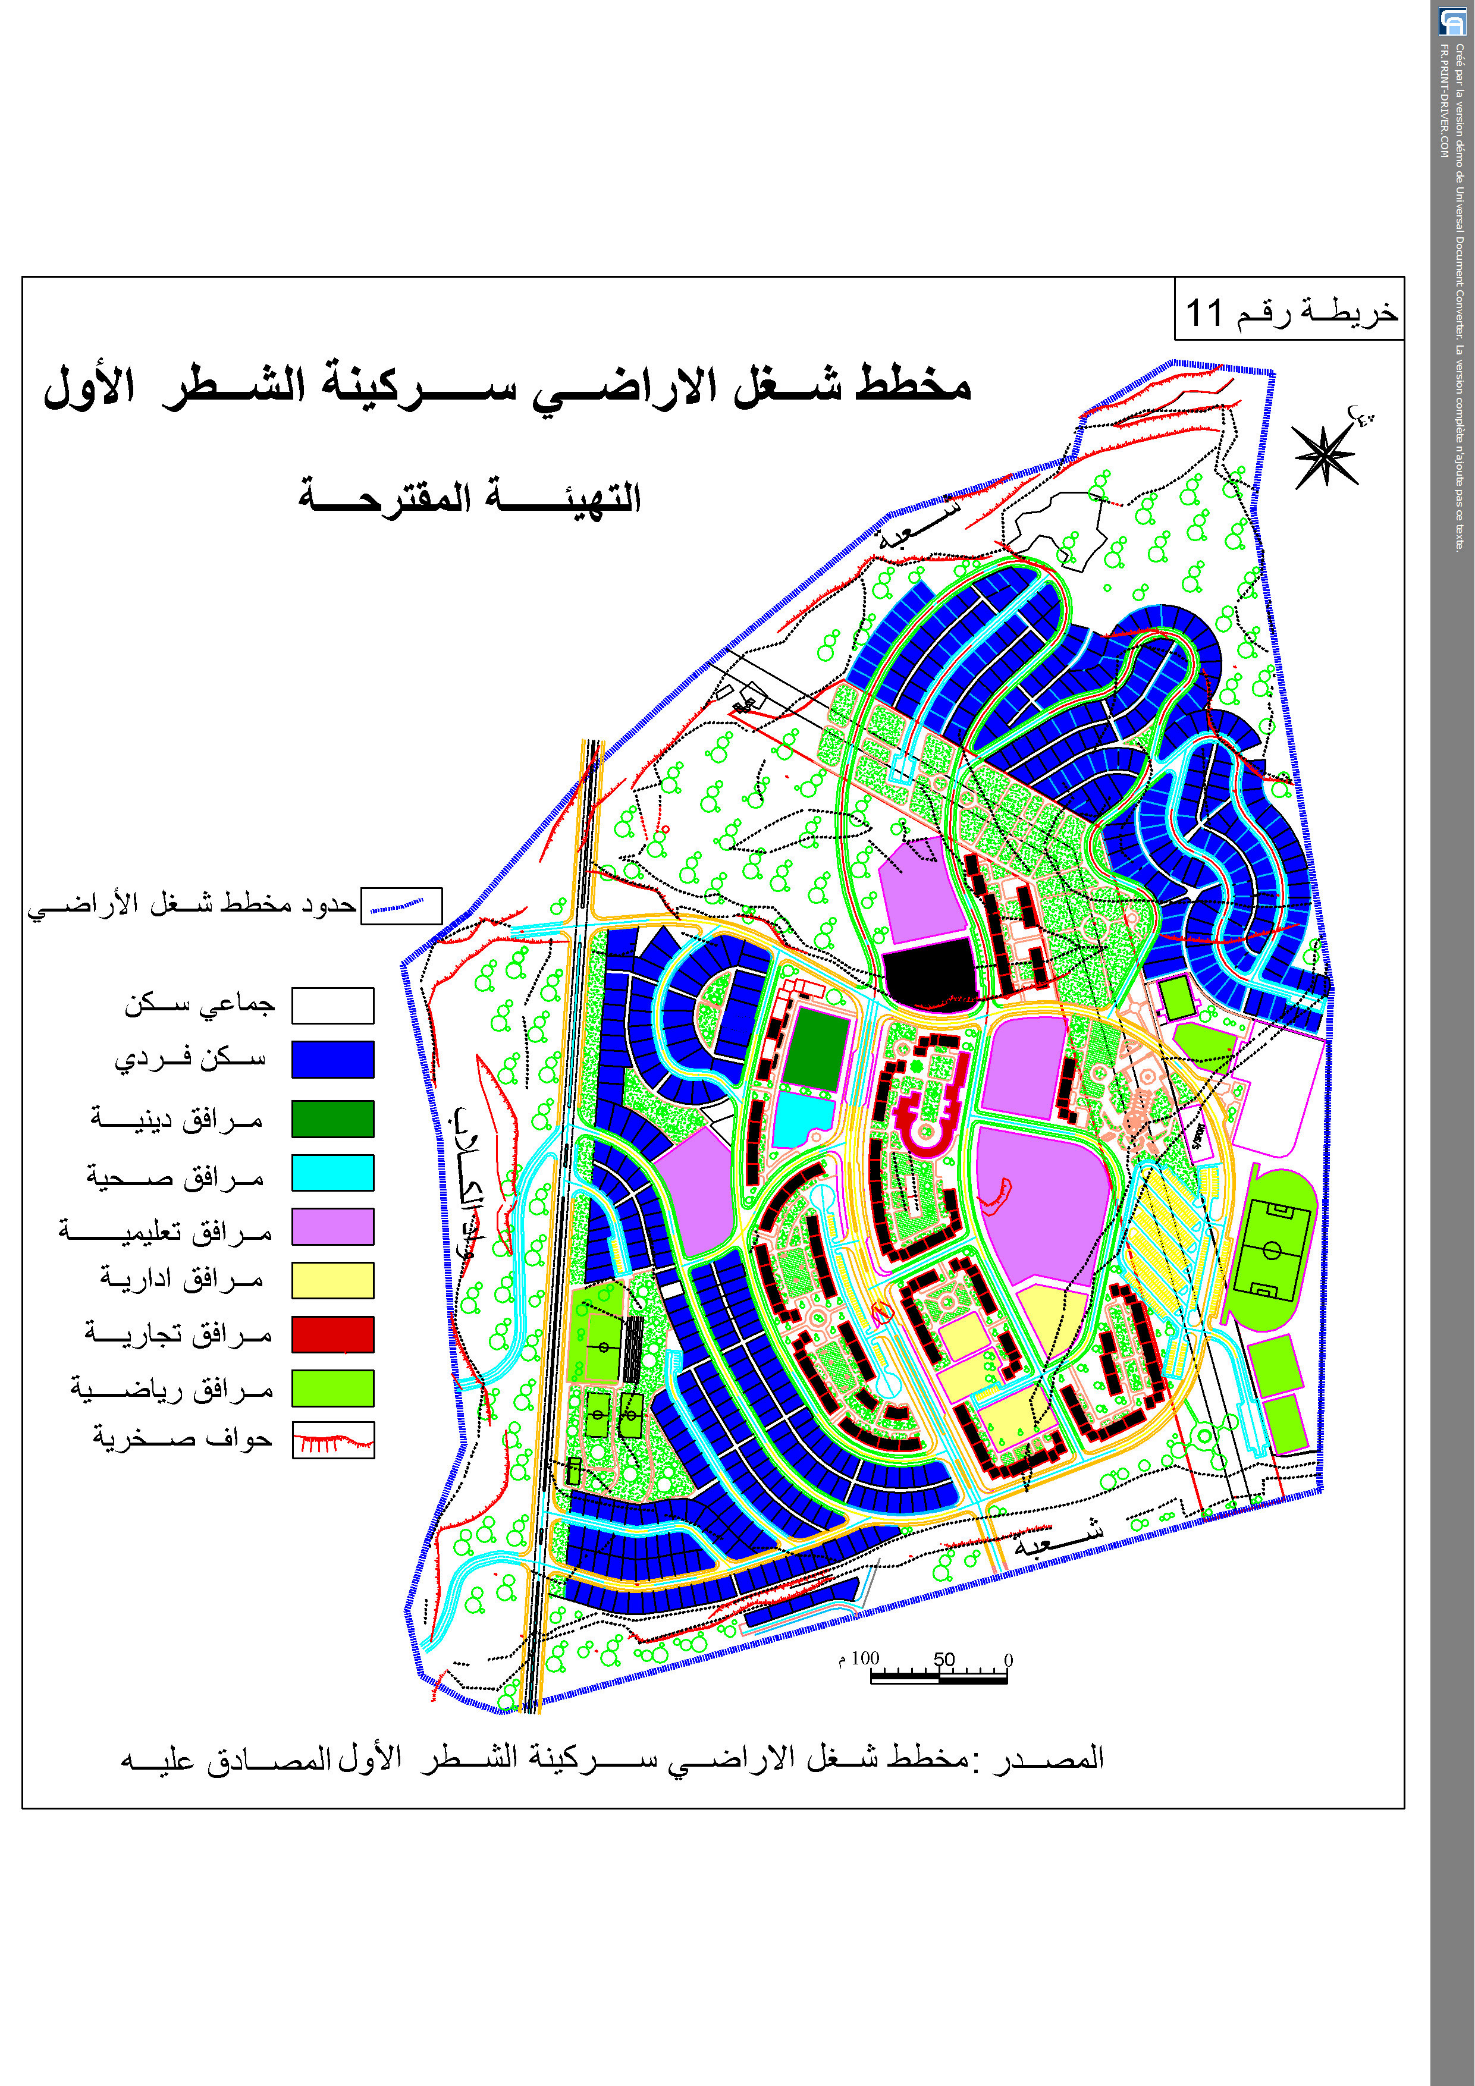 Créé par la version démo de Universal Document Converter. La version complète n'ajoute pas ce texte.
FR.PRINT-DRIVER.COM
خريطة رقم 11
مخطط شغل الاراضي سركينة الشطر الأول
التهيئة المقترحة
شعبة
حدود مخطط شغل الأراضي
جماعي سكن
سكن فردي
مرافق دينية
مرافق صحية
مرافق تعليمية
مرافق ادارية
مرافق تجارية
مرافق رياضية
حواف صخرية
واد الكلاب
شعبة
100 م 50 0
المصدر : مخطط شغل الاراضي سركينة الشطر الأول المصادق عليه